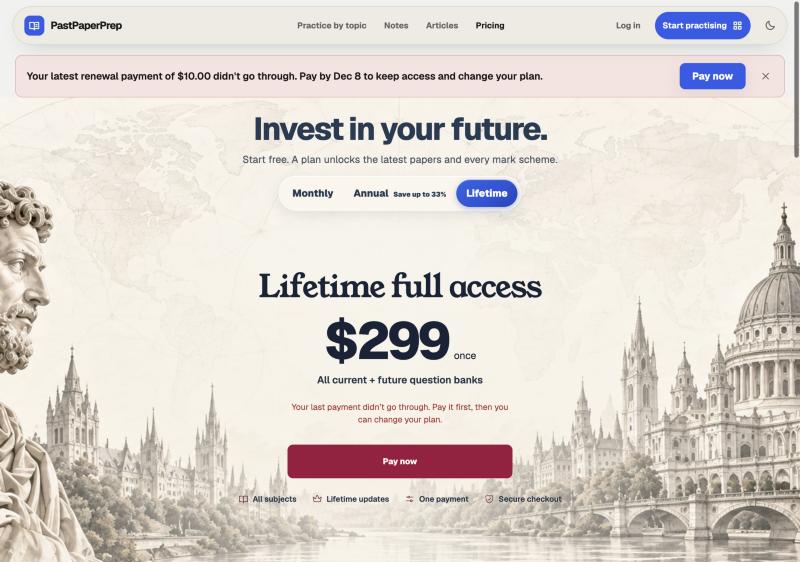 PastPaperPrep
Practice by topic
Notes
Articles
Pricing
Log in
Start practising
Your latest renewal payment of $10.00 didn't go through. Pay by Dec 8 to keep access and change your plan.
Pay now
Invest in your future.
Start free. A plan unlocks the latest papers and every mark scheme.
Monthly
Annual Save up to 33%
Lifetime
Lifetime full access
$299 once
All current + future question banks
Your last payment didn't go through. Pay it first, then you
can change your plan.
Pay now
All subjects
Lifetime updates
One payment
Secure checkout